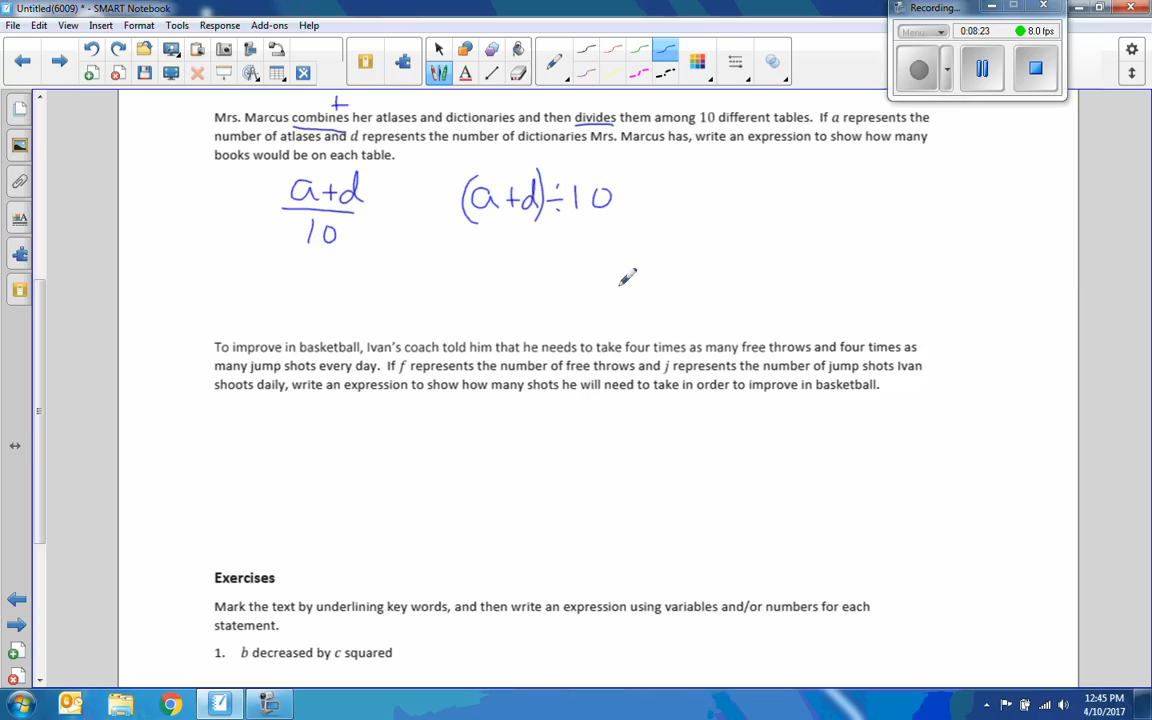 Untitled(6009) * - SMART Notebook
File Edit View Insert Format Tools Response Add-ons Help
Recording...
Menu 0:08:23 8.0 fps
+
Mrs. Marcus combines her atlases and dictionaries and then divides them among 10 different tables. If a represents the
number of atlases and d represents the number of dictionaries Mrs. Marcus has, write an expression to show how many
books would be on each table.
a+d
10
(a+d)÷10
To improve in basketball, Ivan's coach told him that he needs to take four times as many free throws and four times as
many jump shots every day. If f represents the number of free throws and j represents the number of jump shots Ivan
shoots daily, write an expression to show how many shots he will need to take in order to improve in basketball.
Exercises
Mark the text by underlining key words, and then write an expression using variables and/or numbers for each
statement.
1. b decreased by c squared
12:45 PM
4/10/2017